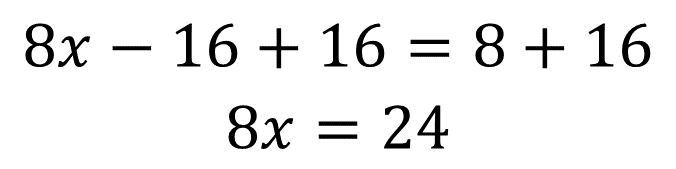 8x − 16 + 16 = 8 + 16
8x = 24